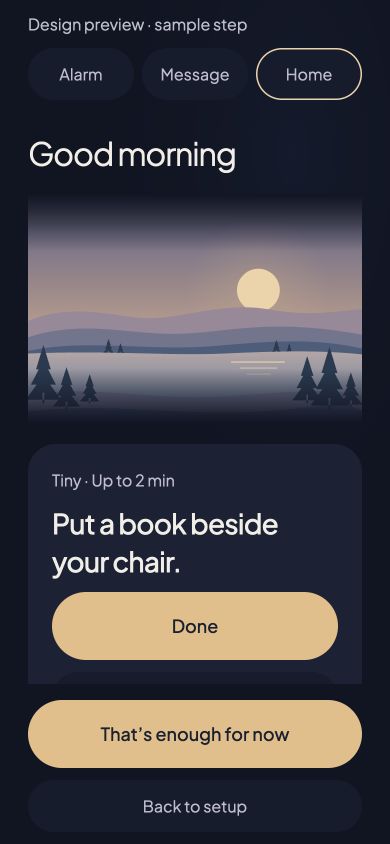 Design preview · sample step
Alarm
Message
Home
Good morning
Tiny · Up to 2 min
Put a book beside
your chair.
Done
That’s enough for now
Back to setup